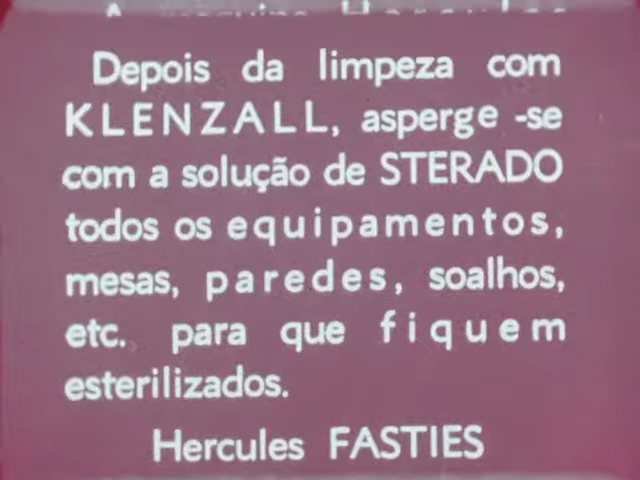 Depois da limpeza com
KLENZALL, asperge -se
com a solução de STERADO
todos os equipamentos,
mesas, paredes, soalhos,
etc. para que fiquem
esterilizados.
Hercules FASTIES